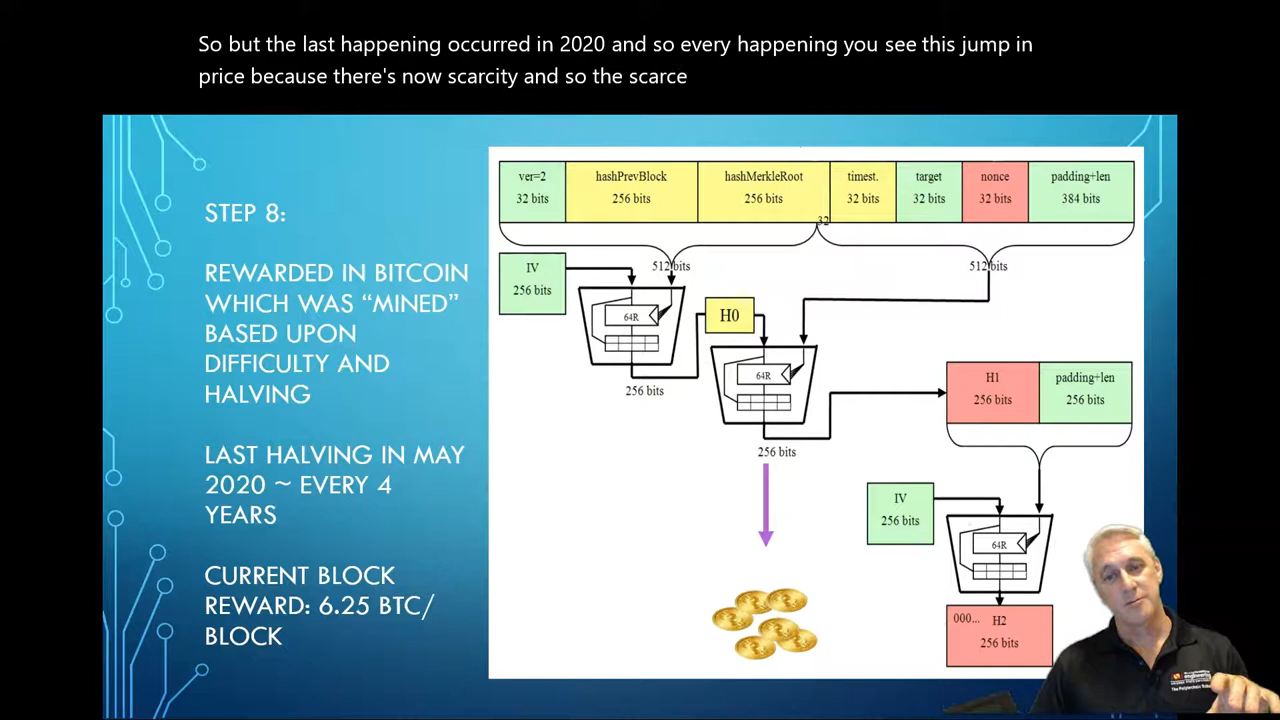 So but the last happening occurred in 2020 and so every happening you see this jump in
price because there's now scarcity and so the scarce
STEP 8:
REWARDED IN BITCOIN
WHICH WAS “MINED”
BASED UPON
DIFFICULTY AND
HALVING
LAST HALVING IN MAY
2020 ~ EVERY 4
YEARS
CURRENT BLOCK
REWARD: 6.25 BTC/
BLOCK
ver=2 hashPrevBlock hashMerkleRoot timest. target nonce padding+len
32 bits 256 bits 256 bits 32 bits 32 bits 32 bits 384 bits
32
512 bits 512 bits
IV
256 bits
64R
H0
256 bits
64R
256 bits
H1 padding+len
256 bits 256 bits
IV
256 bits
64R
000... H2
256 bits
engineering